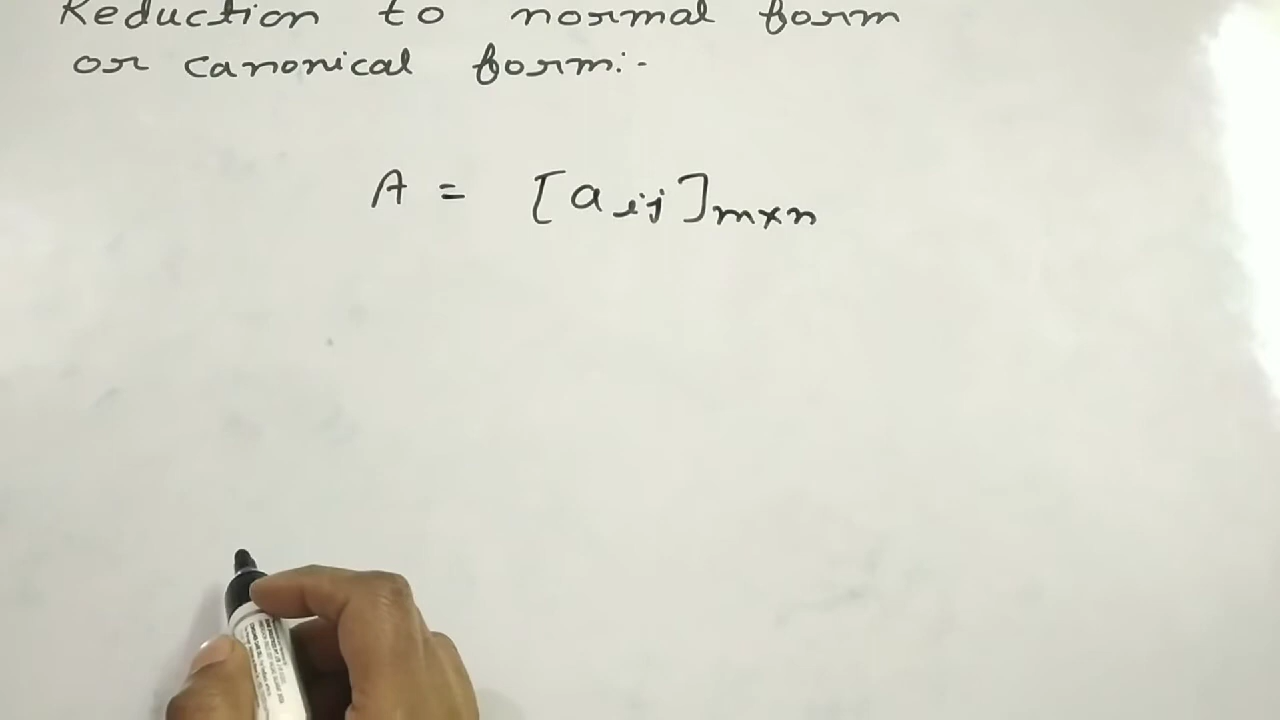 Reduction to normal form
or canonical form:-
A = [aij]m×n